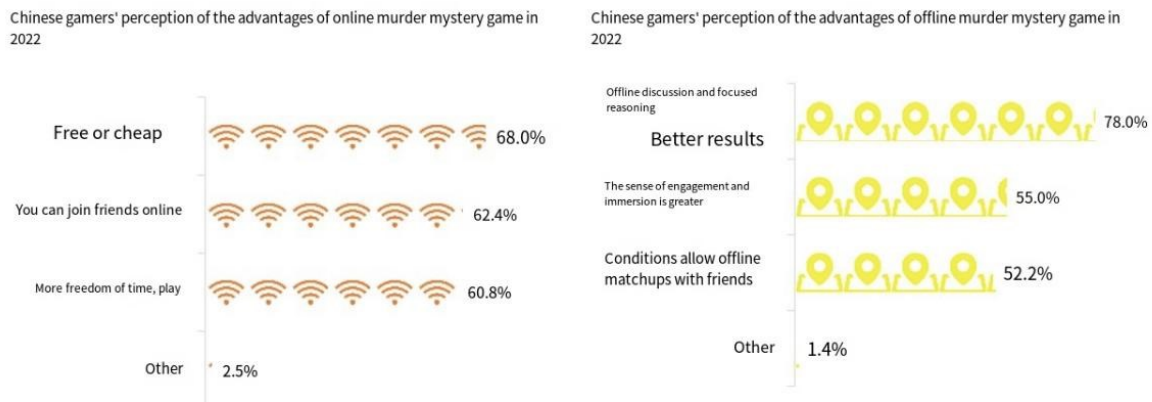 Chinese gamers' perception of the advantages of online murder mystery game in
2022
Free or cheap
68.0%
You can join friends online
62.4%
More freedom of time, play
60.8%
Other
2.5%
Chinese gamers' perception of the advantages of offline murder mystery game in
2022
Offline discussion and focused
reasoning
Better results
78.0%
The sense of engagement and
immersion is greater
55.0%
Conditions allow offline
matchups with friends
52.2%
Other
1.4%